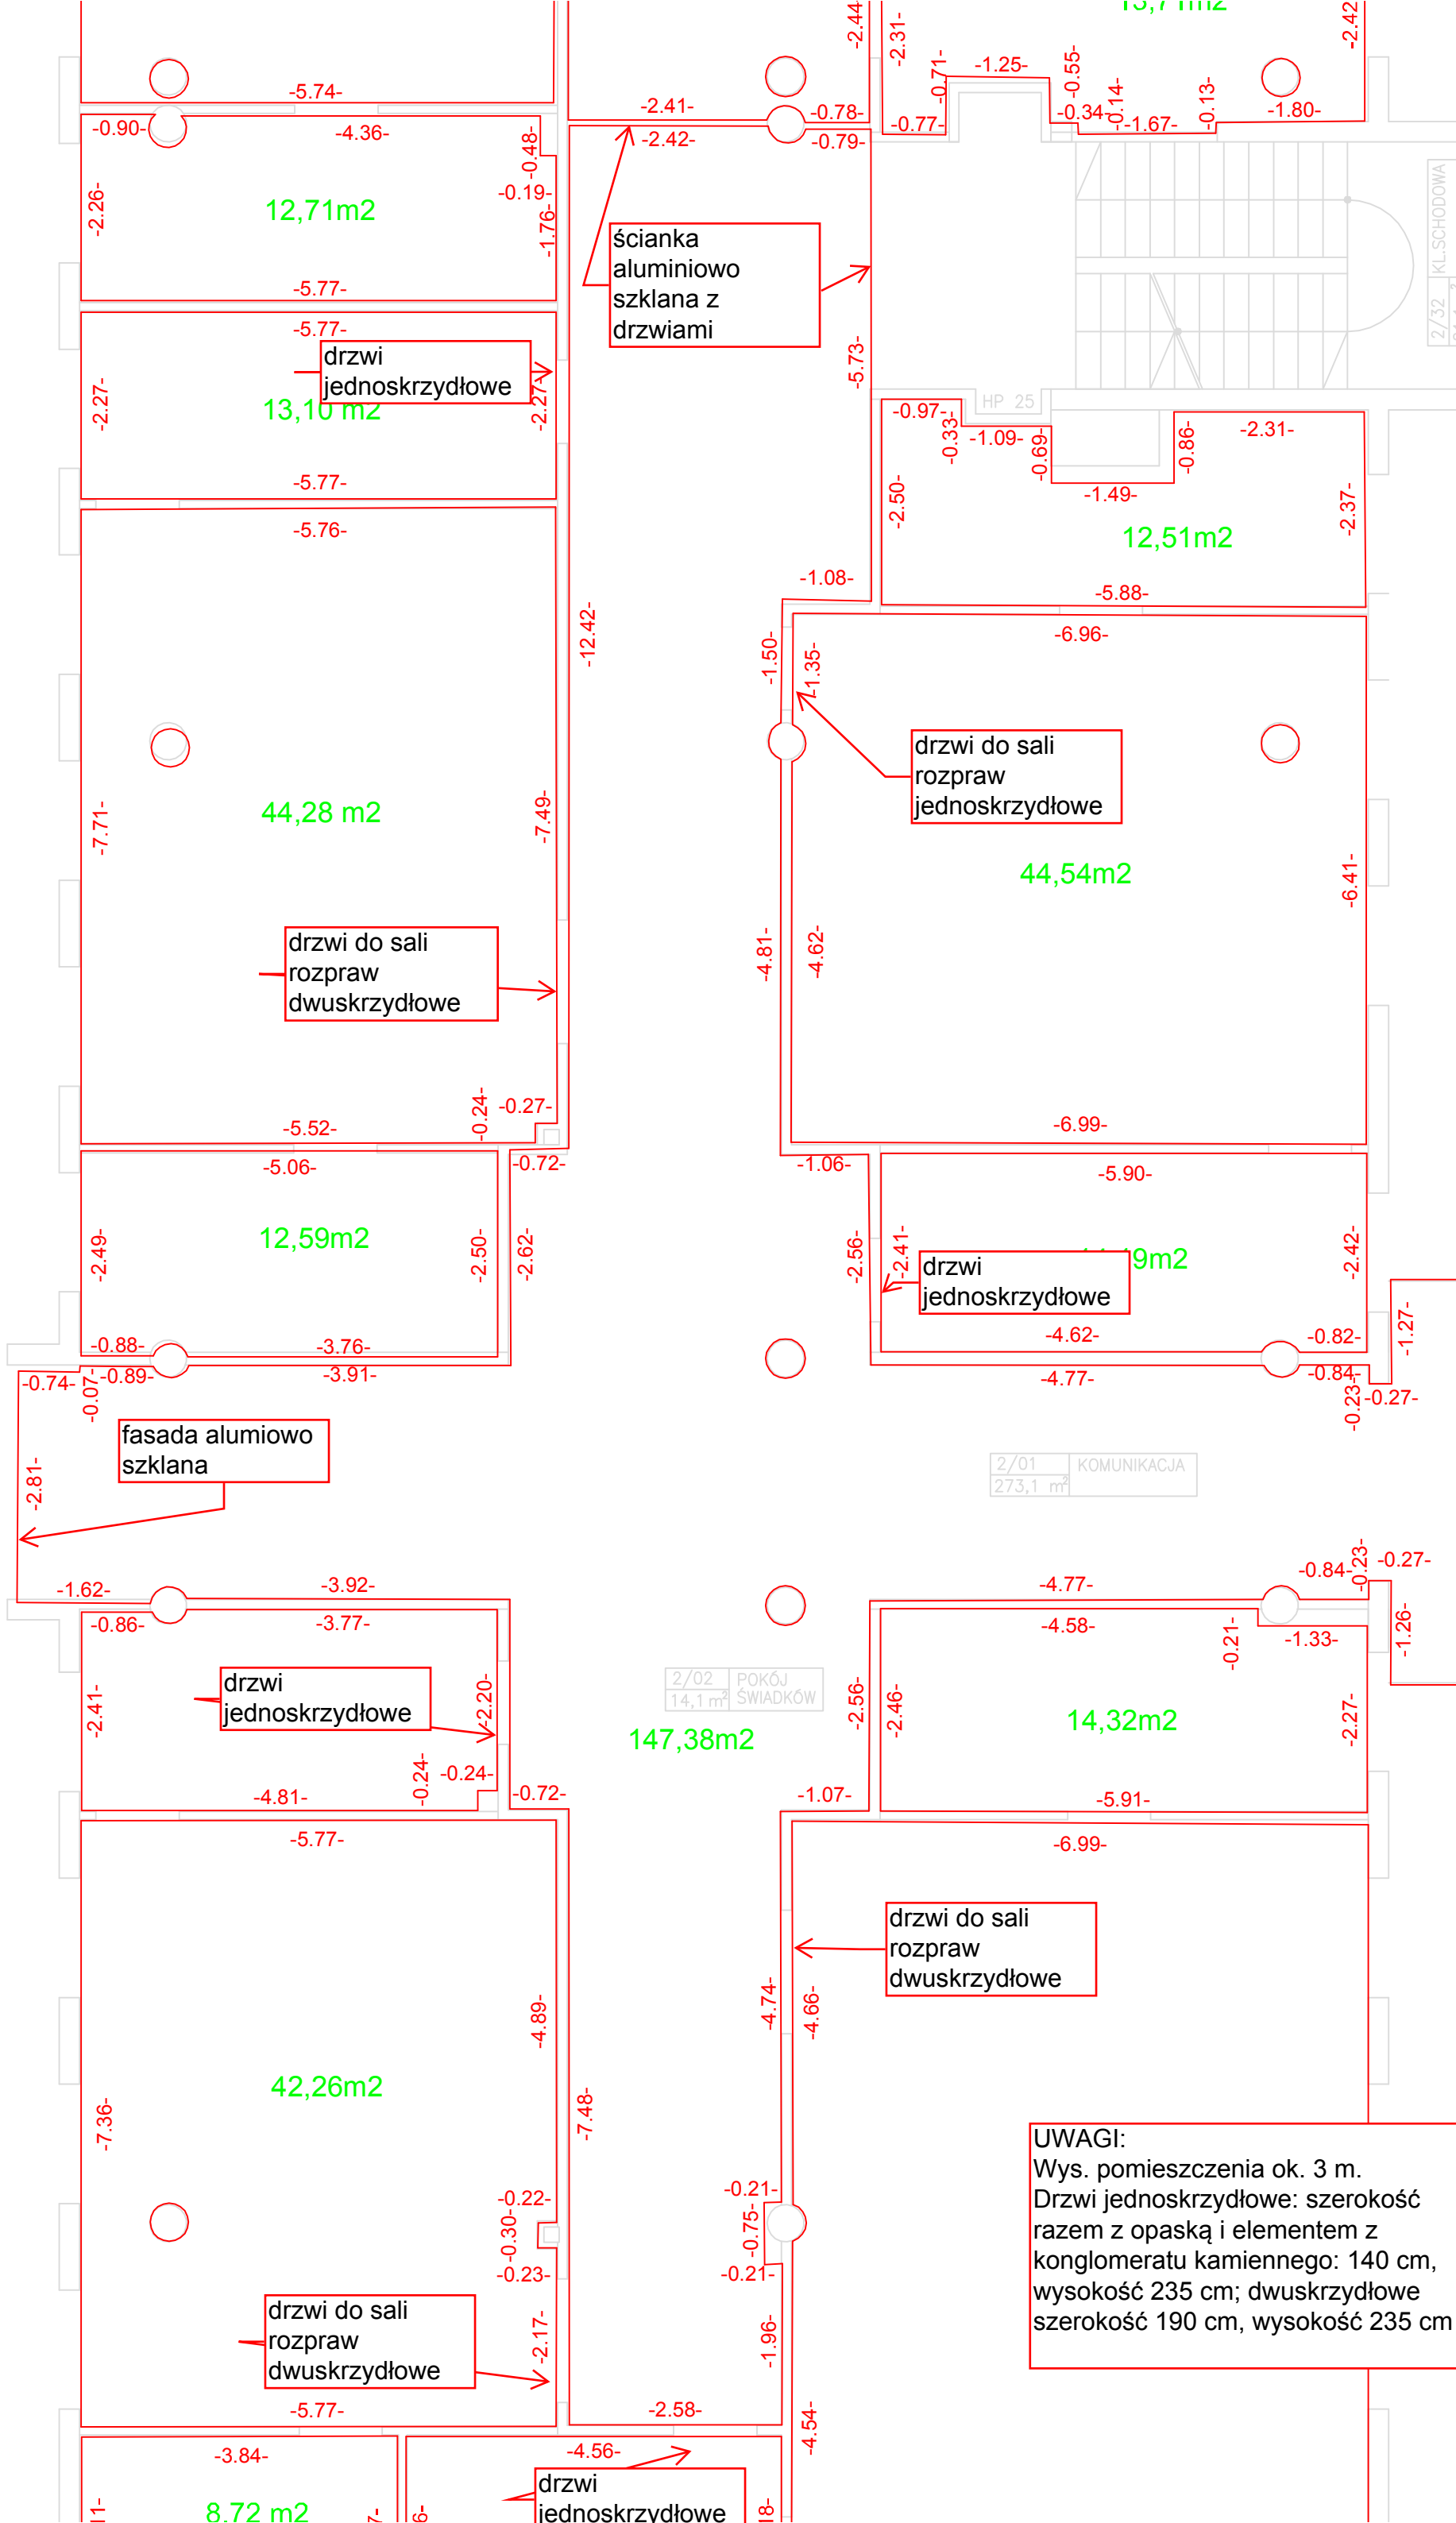 -2.44-
-2.31-
-0.71-
-1.25-
-0.55-
-0.14-
-0.13-
-2.42
-5.74-
-2.41-
-0.78-
-0.77-
-0.34-
-1.67-
-1.80-
-0.90-
-4.36-
-0.48-
-2.42-
-0.79-
-2.26-
12,71m2
-0.19-
-1.76-
-5.77-
ścianka
aluminiowo
szklana z
drzwiami
2/32 KL.SCHODOWA
-5.77-
drzwi
jednoskrzydłowe
-2.27-
13,10 m2
-2.27-
-5.73-
-5.77-
-0.97-
HP 25
-0.33-
-1.09-
-0.69-
-0.86-
-2.31-
-1.49-
-2.50-
-2.37-
12,51m2
-5.76-
-1.08-
-5.88-
-12.42-
-1.50-
-1.35-
-6.96-
drzwi do sali
rozpraw
jednoskrzydłowe
44,28 m2
-7.71-
-7.49-
44,54m2
-6.41-
drzwi do sali
rozpraw
dwuskrzydłowe
-4.81-
-4.62-
-0.24-
-0.27-
-5.52-
-6.99-
-5.06-
-0.72-
-1.06-
-5.90-
-2.49-
12,59m2
-2.50-
-2.62-
-2.56-
-2.41-
9m2
-2.42-
drzwi
jednoskrzydłowe
-1.27-
-0.88-
-3.76-
-4.62-
-0.82-
-0.74-
-0.07-
-0.89-
-3.91-
-4.77-
-0.84-
-0.23-
-0.27-
fasada alumiowo
szklana
-2.81-
2/01 KOMUNIKACJA
273,1 m²
-1.62-
-3.92-
-4.77-
-0.84-
-0.23-
-0.27-
-0.86-
-3.77-
-4.58-
-0.21-
-1.33-
-1.26-
drzwi
jednoskrzydłowe
-2.41-
-2.20-
2/02 POKÓJ
14,1 m² ŚWIADKÓW
147,38m2
-2.56-
-2.46-
14,32m2
-2.27-
-4.81-
-0.24-
-0.24-
-0.72-
-1.07-
-5.91-
-5.77-
-6.99-
drzwi do sali
rozpraw
dwuskrzydłowe
-4.89-
-4.74-
-4.66-
42,26m2
-7.36-
-7.48-
UWAGI:
Wys. pomieszczenia ok. 3 m.
Drzwi jednoskrzydłowe: szerokość
razem z opaską i elementem z
konglomeratu kamiennego: 140 cm,
wysokość 235 cm; dwuskrzydłowe
szerokość 190 cm, wysokość 235 cm
-0.22-
-0.30-
-0.23-
-0.21-
-0.75-
-0.21-
drzwi do sali
rozpraw
dwuskrzydłowe
-2.17-
-1.96-
-5.77-
-2.58-
-4.54-
-3.84-
-4.56-
8,72 m2
drzwi
jednoskrzydłowe